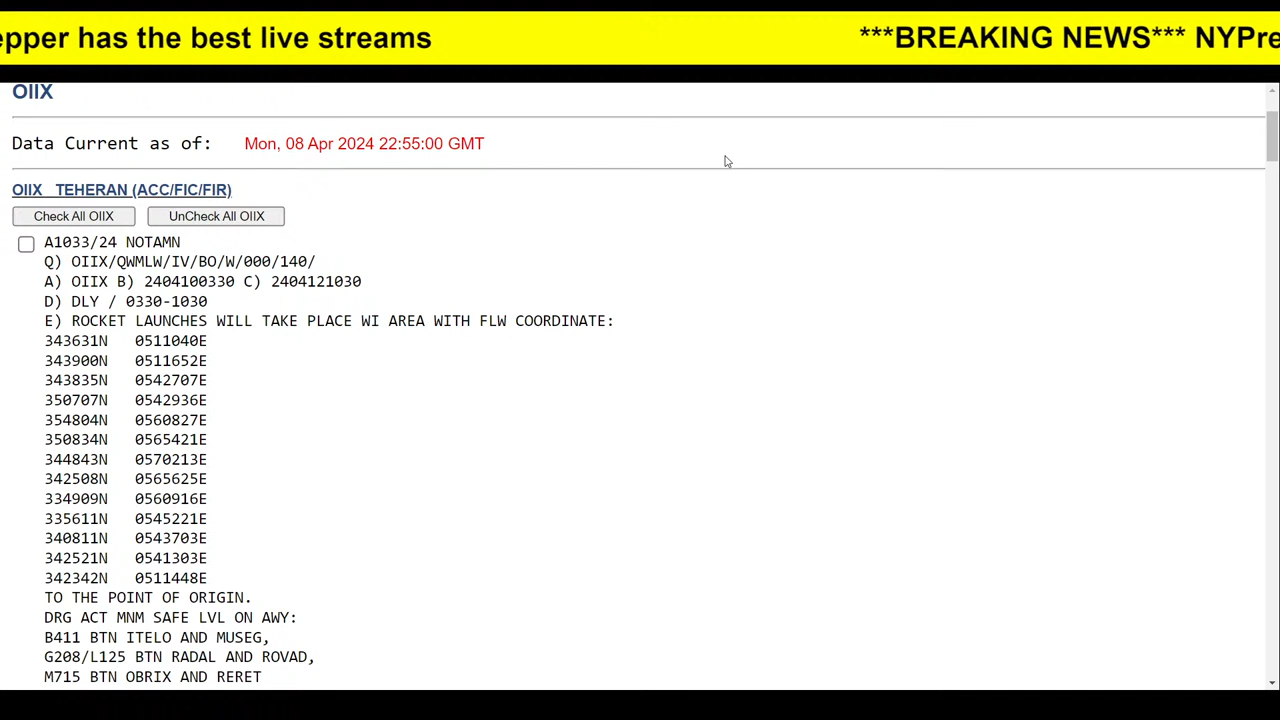 epper has the best live streams ***BREAKING NEWS*** NYPre
OIIX
Data Current as of: Mon, 08 Apr 2024 22:55:00 GMT
OIIX TEHERAN (ACC/FIC/FIR)
Check All OIIX UnCheck All OIIX
A1033/24 NOTAMN
Q) OIIX/QWMLW/IV/BO/W/000/140/
A) OIIX B) 2404100330 C) 2404121030
D) DLY / 0330-1030
E) ROCKET LAUNCHES WILL TAKE PLACE WI AREA WITH FLW COORDINATE:
343631N 0511040E
343900N 0511652E
343835N 0542707E
350707N 0542936E
354804N 0560827E
350834N 0565421E
344843N 0570213E
342508N 0565625E
334909N 0560916E
335611N 0545221E
340811N 0543703E
342521N 0541303E
342342N 0511448E
TO THE POINT OF ORIGIN.
DRG ACT MNM SAFE LVL ON AWY:
B411 BTN ITELO AND MUSEG,
G208/L125 BTN RADAL AND ROVAD,
M715 BTN OBRIX AND RERET